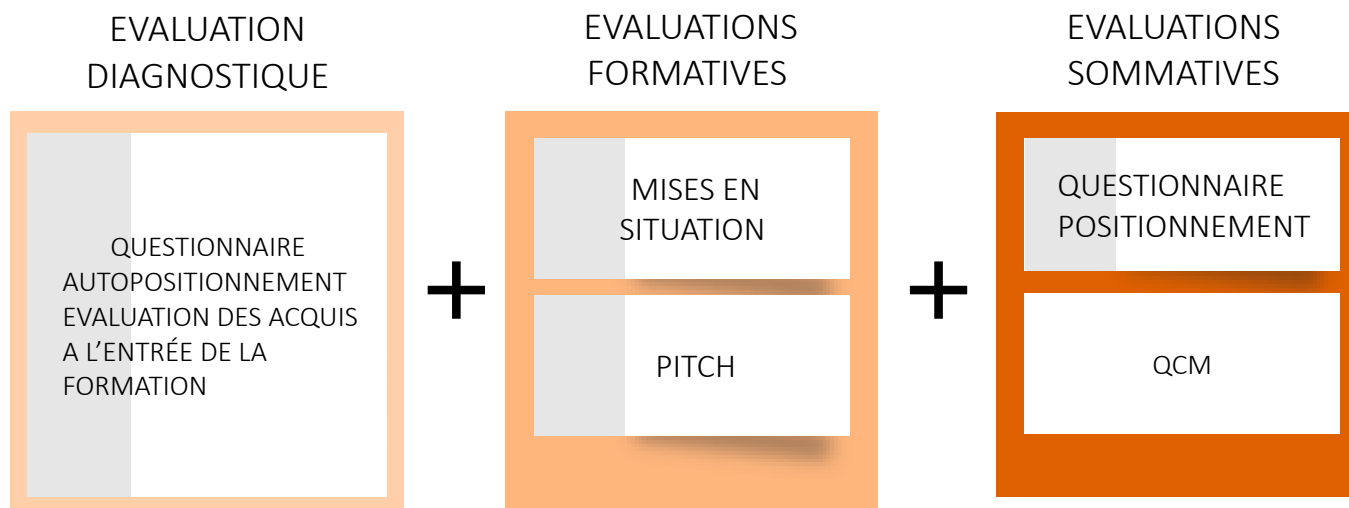 EVALUATION
DIAGNOSTIQUE
QUESTIONNAIRE
AUTOPOSITIONNEMENT
EVALUATION DES ACQUIS
A L’ENTRÉE DE LA
FORMATION
+
EVALUATIONS
FORMATIVES
MISES EN
SITUATION
PITCH
+
EVALUATIONS
SOMMATIVES
QUESTIONNAIRE
POSITIONNEMENT
QCM